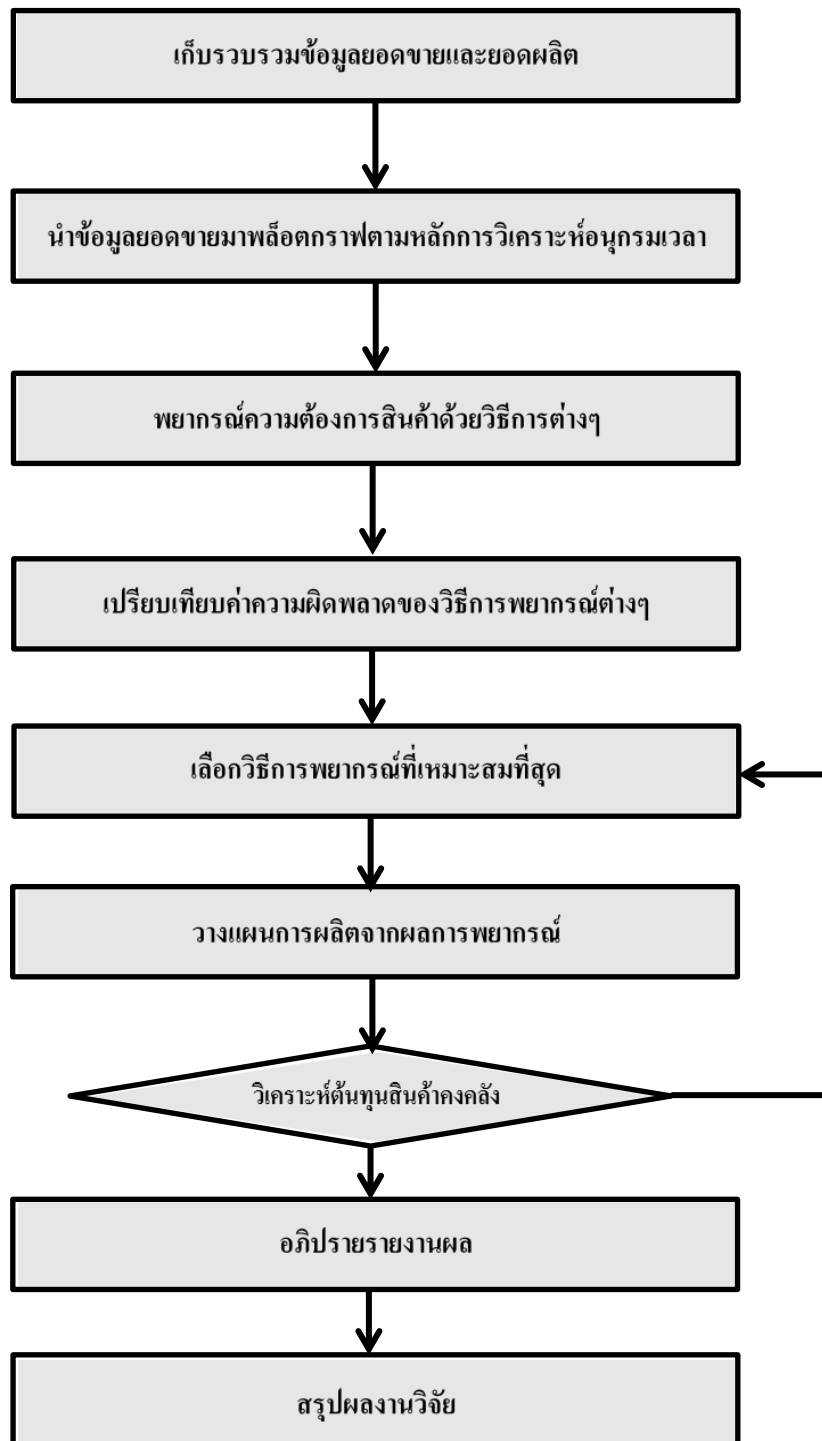 เก็บรวบรวมข้อมูลยอดขายและยอดผลิต
นำข้อมูลยอดขายมาพล็อตกราฟตามหลักการวิเคราะห์อนุกรมเวลา
พยากรณ์ความต้องการสินค้าด้วยวิธีการต่างๆ
เปรียบเทียบค่าความผิดพลาดของวิธีการพยากรณ์ต่างๆ
เลือกวิธีการพยากรณ์ที่เหมาะสมที่สุด
วางแผนการผลิตจากผลการพยากรณ์
วิเคราะห์ต้นทุนสินค้าคงคลัง
อภิปรายรายงานผล
สรุปผลงานวิจัย